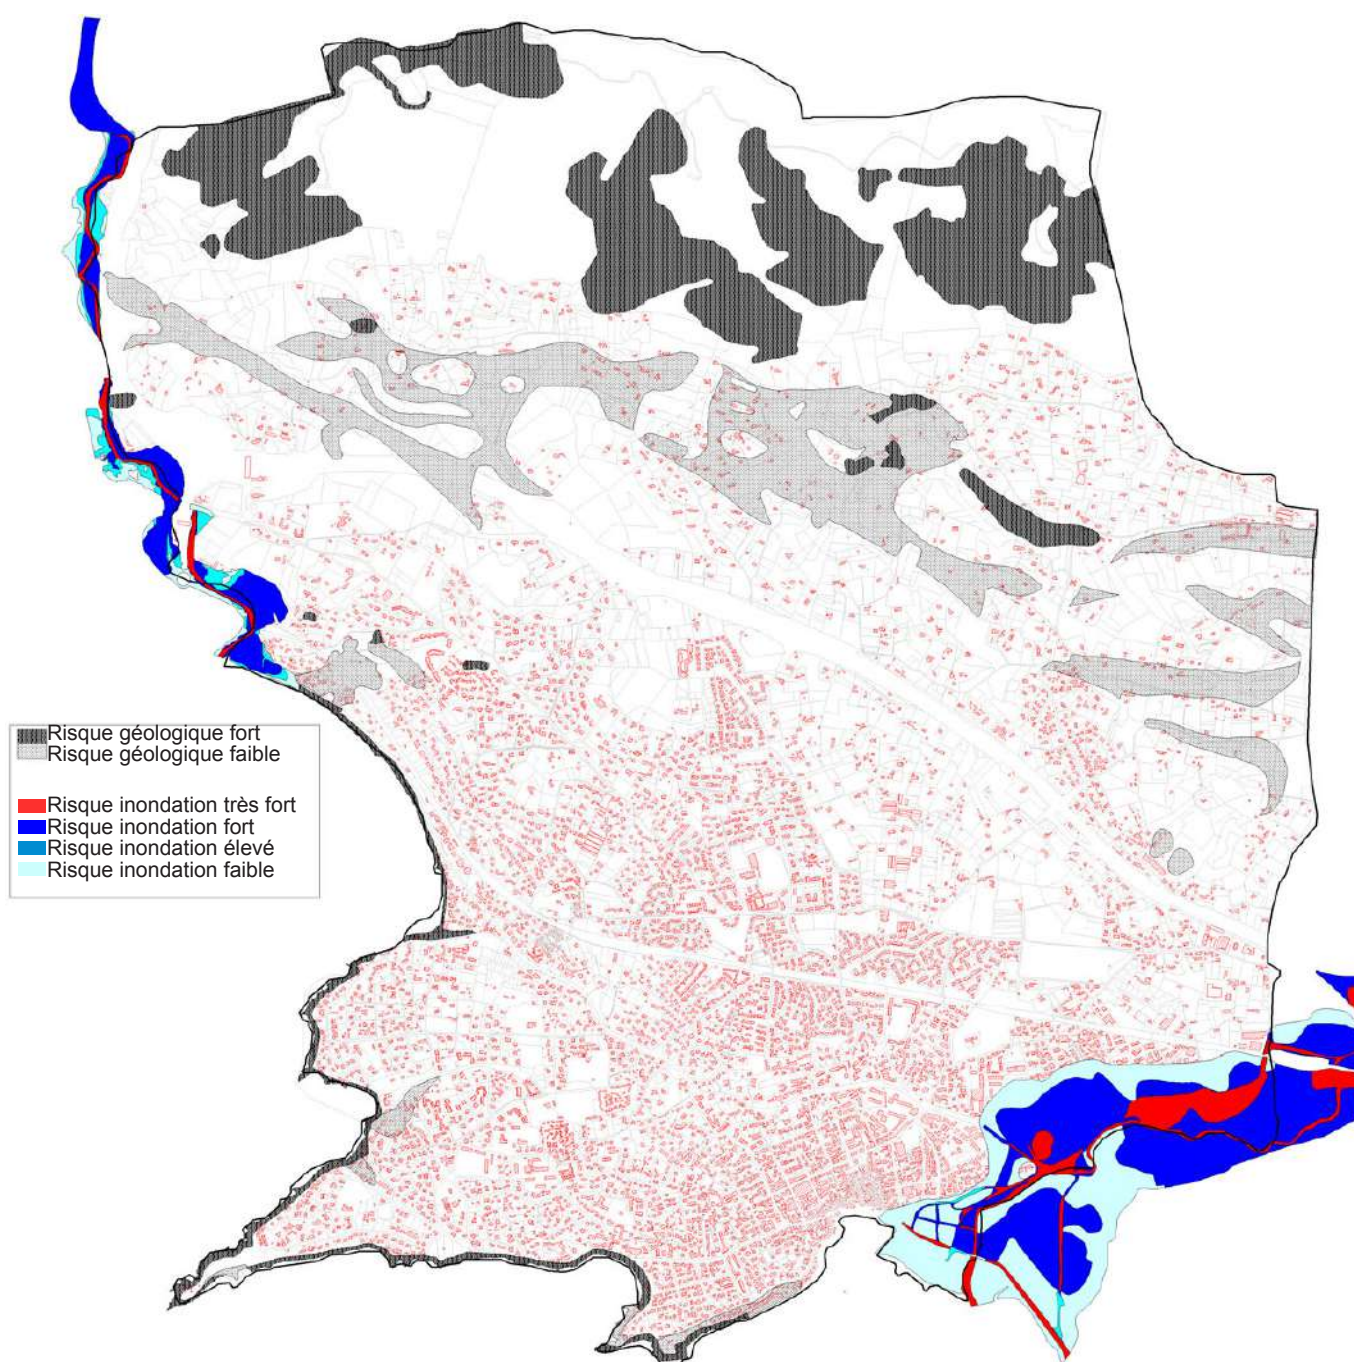 Risque géologique fort
Risque géologique faible
Risque inondation très fort
Risque inondation fort
Risque inondation élevé
Risque inondation faible